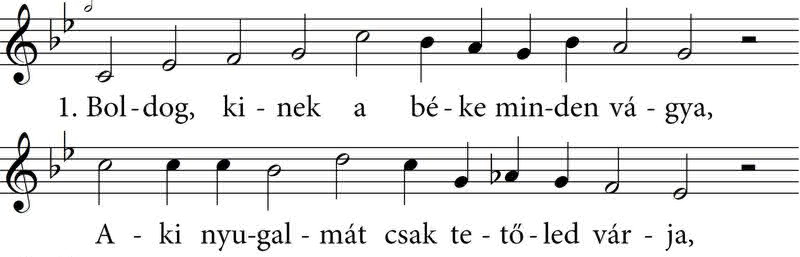 1. Bol-dog, ki - nek a bé - ke min-den vá - gya,
A - ki nyu-gal - mát csak te - tő - led vár - ja,